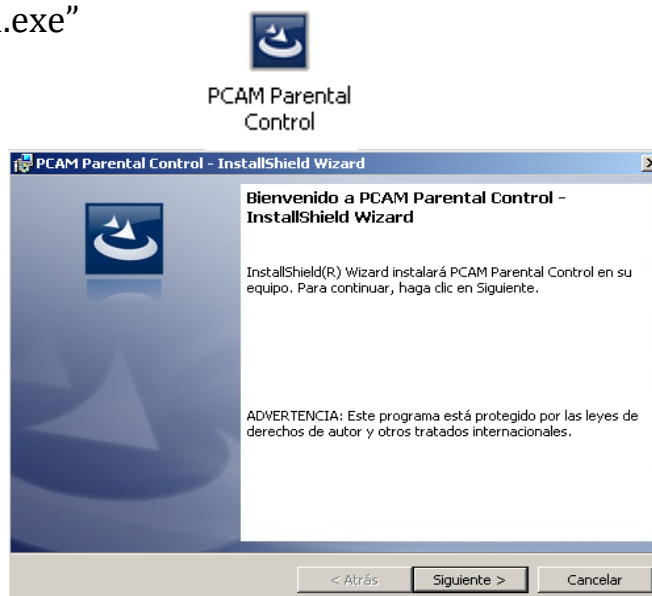 .exe”
PCAM Parental
Control
PCAM Parental Control - InstallShield Wizard
Bienvenido a PCAM Parental Control -
InstallShield Wizard
InstallShield(R) Wizard instalará PCAM Parental Control en su
equipo. Para continuar, haga clic en Siguiente.
ADVERTENCIA: Este programa está protegido por las leyes de
derechos de autor y otros tratados internacionales.
< Atrás Siguiente > Cancelar